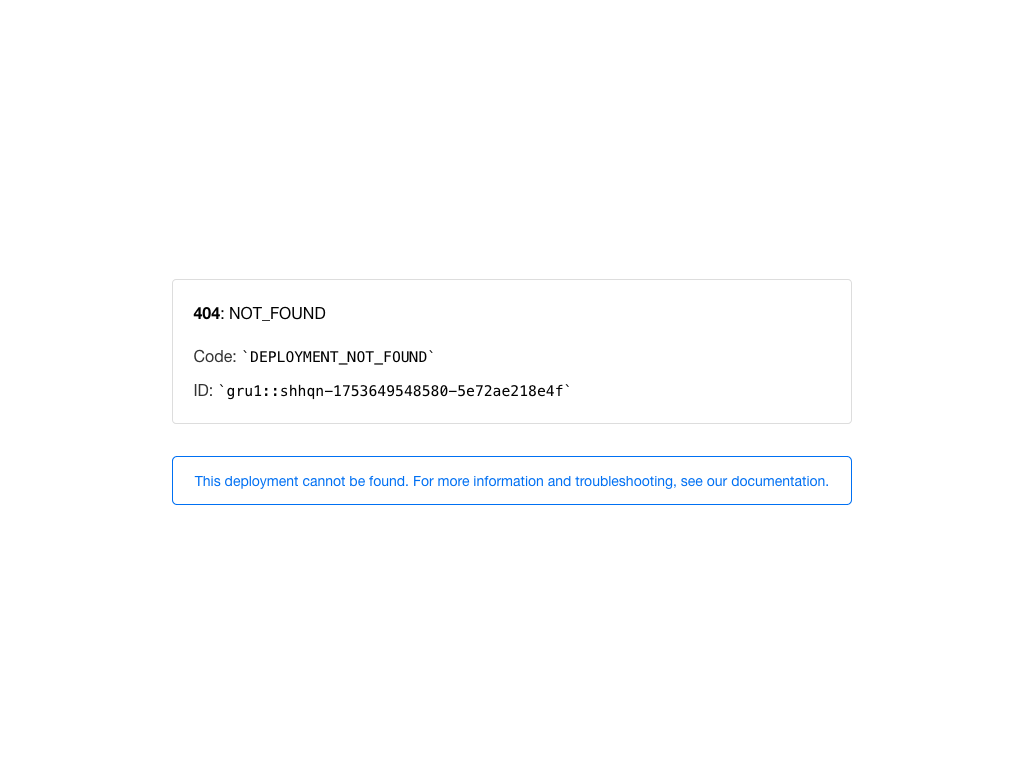 404: NOT_FOUND
Code: `DEPLOYMENT_NOT_FOUND`
ID: `gru1::shhqn-1753649548580-5e72ae218e4f`
This deployment cannot be found. For more information and troubleshooting, see our documentation.